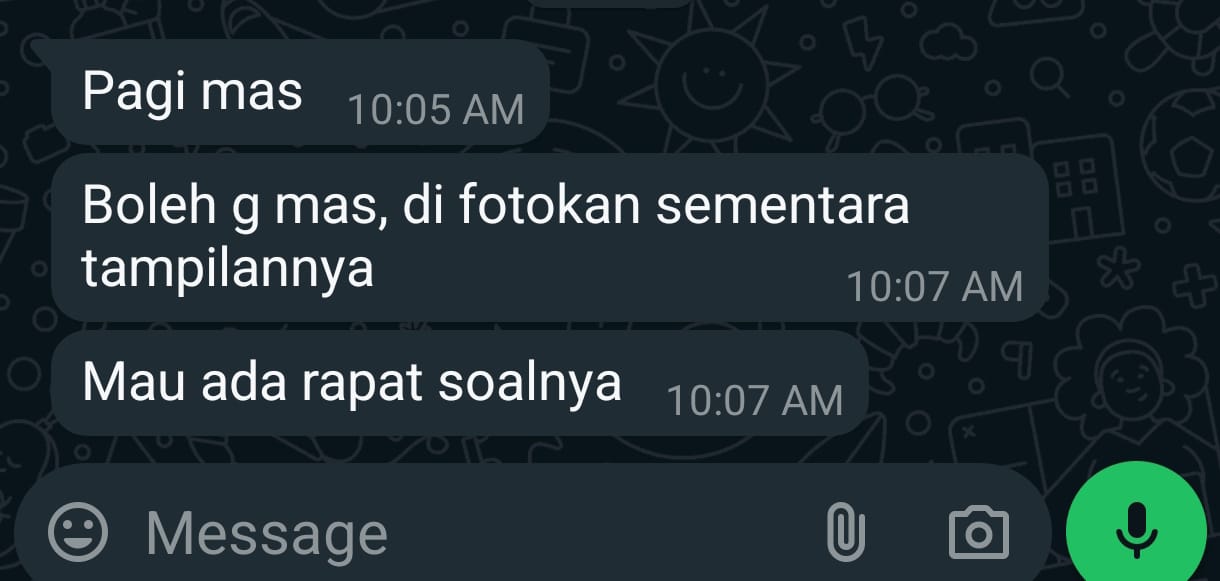 Pagi mas
10:05 AM
Boleh g mas, di fotokan sementara
tampilannya
10:07 AM
Mau ada rapat soalnya
10:07 AM
Message